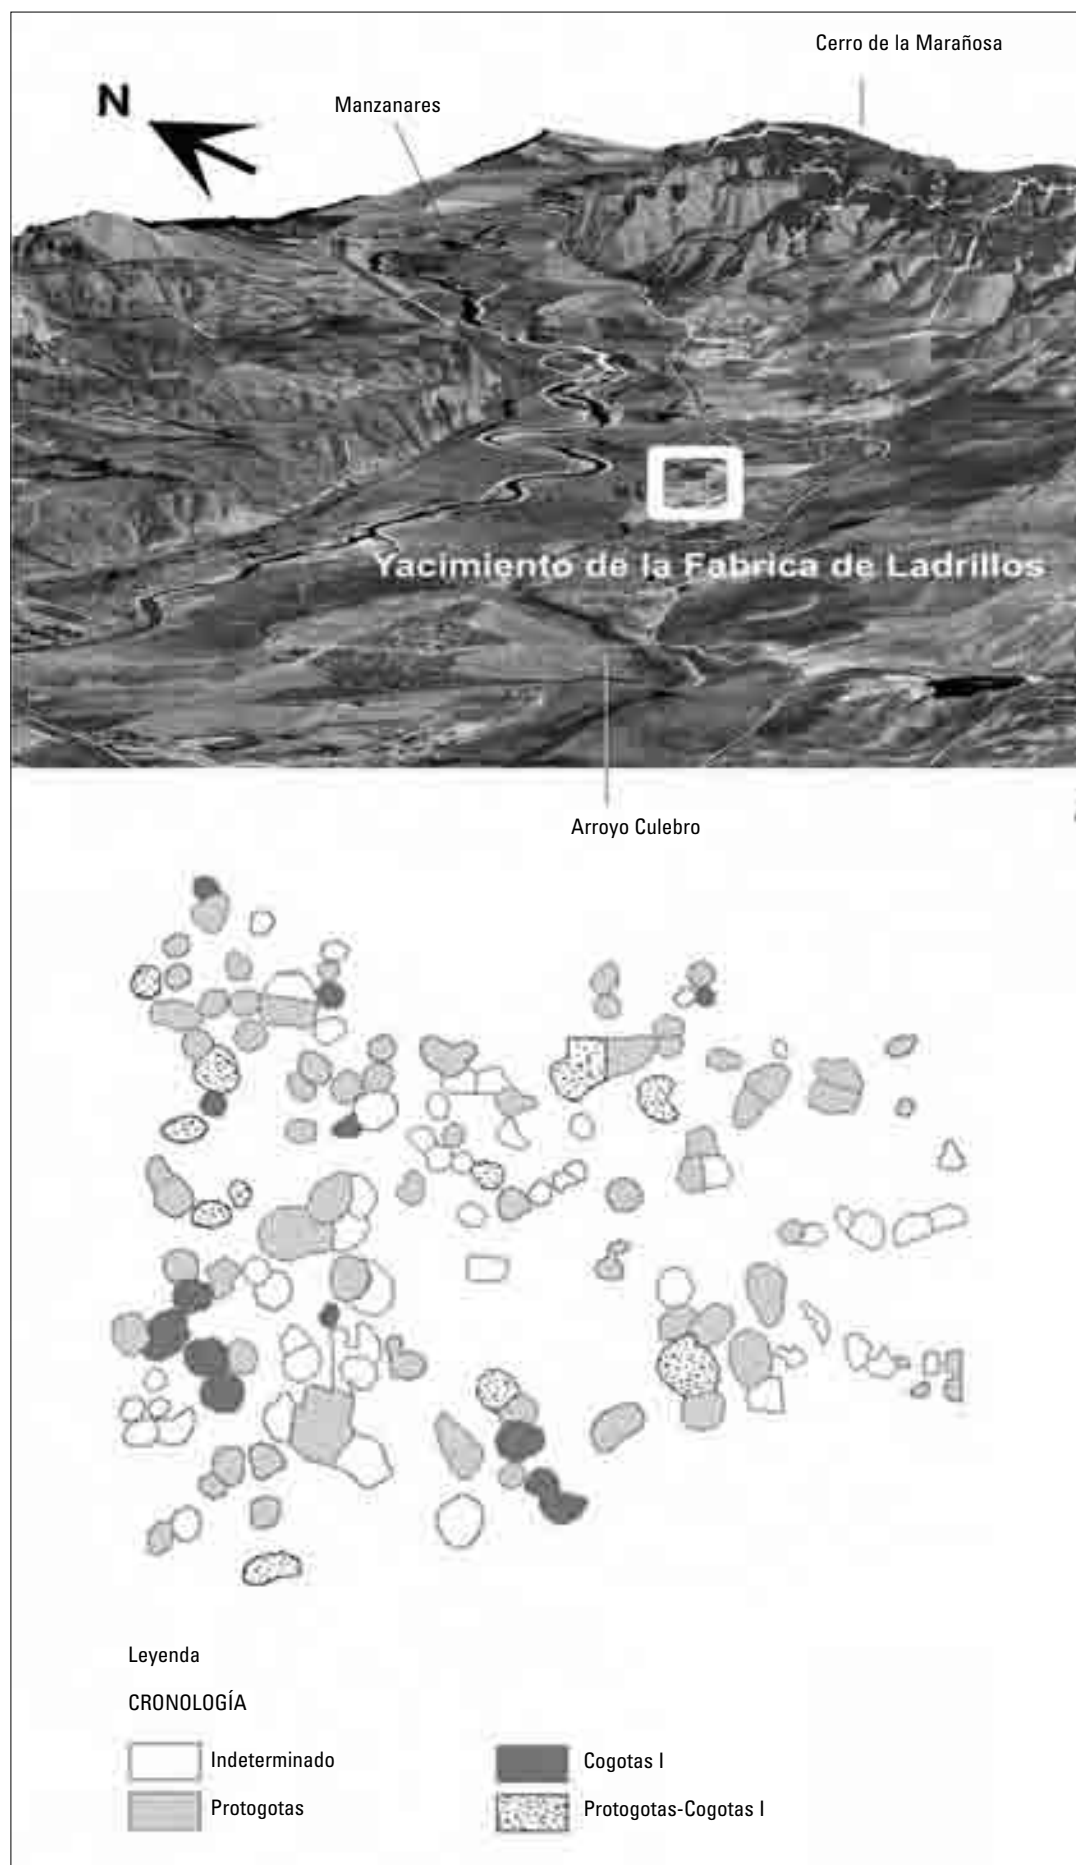 Cerro de la Marañosa
N
Manzanares
Yacimiento de la Fabrica de Ladrillos
Arroyo Culebro
Leyenda
CRONOLOGÍA
Indeterminado
Cogotas I
Protogotas
Protogotas-Cogotas I